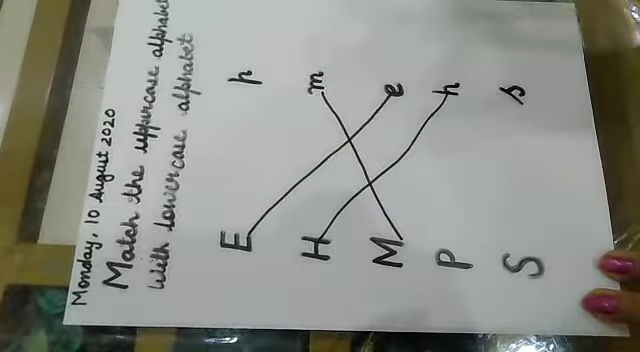 Monday, 10 August 2020
Match the uppercase alphabet
with lowercase alphabet
E p
H m
M e
P h
S s